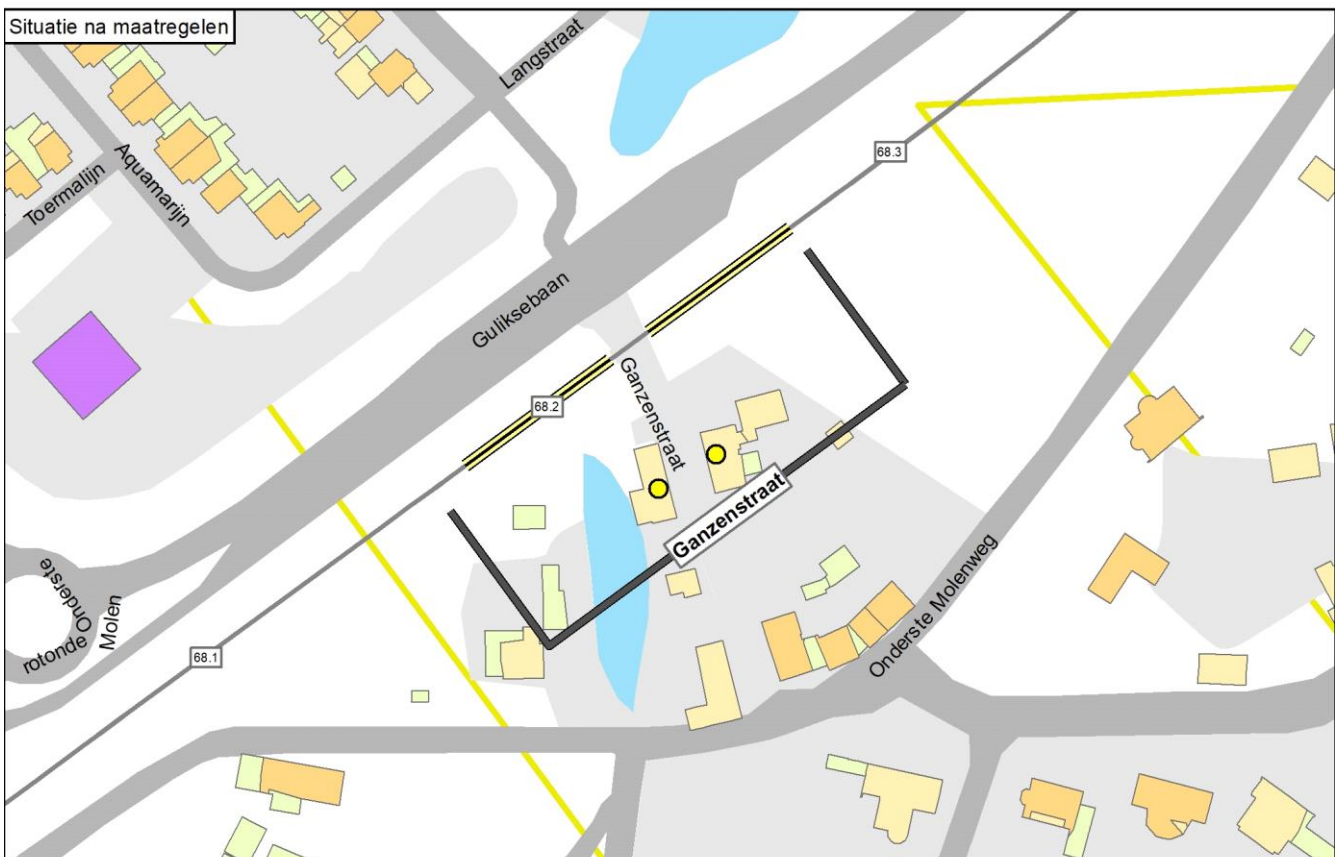 Situatie na maatregelen
Langstraat
Toermalijn
Aquamarijn
68.3
Guliksebaan
Ganzenstraat
68.2
Ganzenstraat
Onderste Molenweg
rotonde Onderste
Molen
68.1